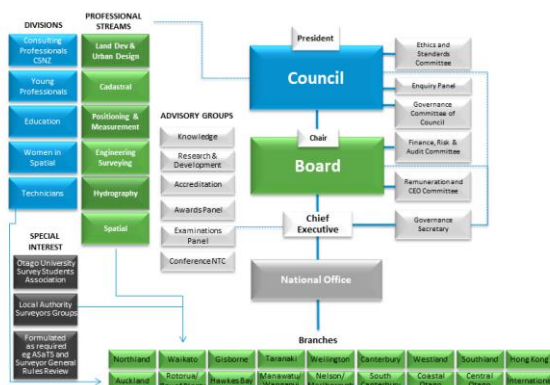 DIVISIONS
Consulting
Professionals
CSNZ
Young
Professionals
Education
Women in
Spatial
Technicians
PROFESSIONAL
STREAMS
Land Dev &
Urban Design
Cadastral
Positioning &
Measurement
Engineering
Surveying
Hydrography
Spatial
ADVISORY GROUPS
Knowledge
Research &
Development
Accreditation
Awards Panel
Examinations
Panel
Conference NTC
President
Council
Chair
Board
Chief
Executive
National Office
Ethics and
Standards
Committee
Enquiry Panel
Governance
Committee of
Council
Finance, Risk &
Audit Committee
Remuneration and
CEO Committee
Governance
Secretary
SPECIAL
INTEREST
Otago University
Survey Students
Association
Local Authority
Surveyors Groups
Formulated
as required
eg ASaTS and
Surveyor General
Rules Review
Branches
Northland Waikato Gisborne Taranaki Wellington Canterbury Westland Southland Hong Kong
Auckland Rotorua/ Hawkes Bay Manawatu/ Nelson/ South Coastal Central
Canterbury